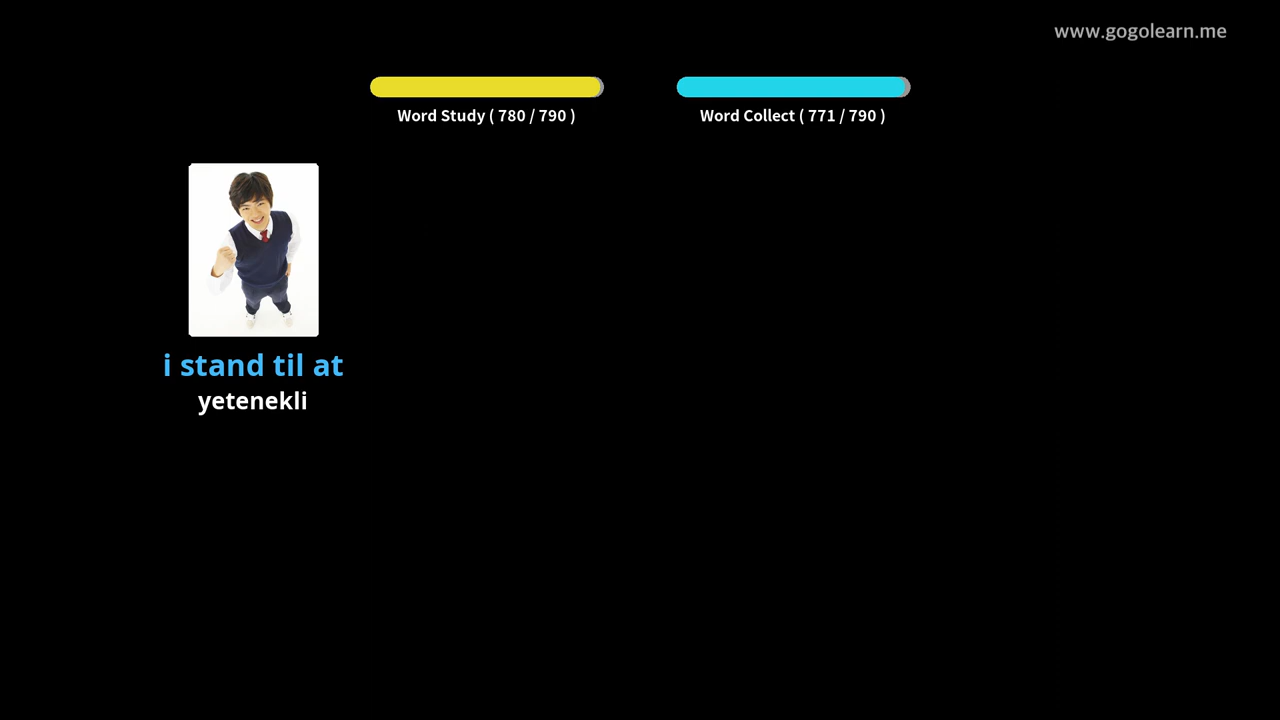 www.gogolearn.me
Word Study ( 780 / 790 )
Word Collect ( 771 / 790 )
i stand til at
yetenekli